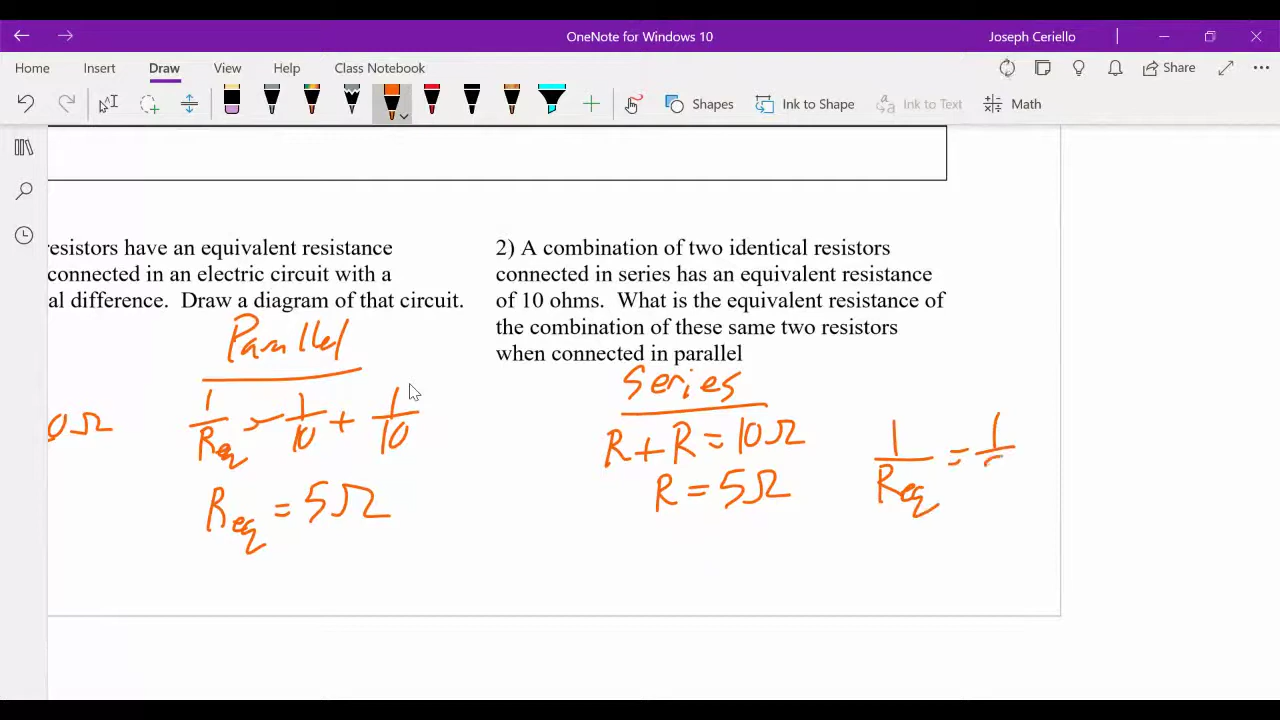 OneNote for Windows 10
Joseph Ceriello
Home Insert Draw View Help Class Notebook
Share
Shapes Ink to Shape Ink to Text Math
resistors have an equivalent resistance
connected in an electric circuit with a
al difference. Draw a diagram of that circuit.
Parallel
0Ω
1/Req = 1/10 + 1/10
Req = 5Ω
2) A combination of two identical resistors
connected in series has an equivalent resistance
of 10 ohms. What is the equivalent resistance of
the combination of these same two resistors
when connected in parallel
Series
R + R = 10Ω
R = 5Ω
1/Req = 1/